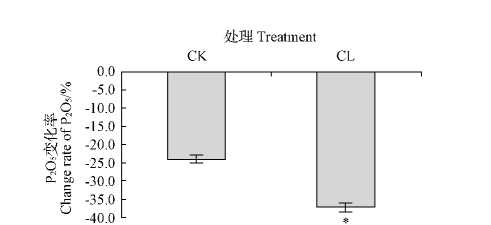 处理 Treatment
CK CL
0.0
-5.0
-10.0
-15.0
-20.0
-25.0
-30.0
-35.0
-40.0
P₂O₅变化率
Change rate of P₂O₅/%
*